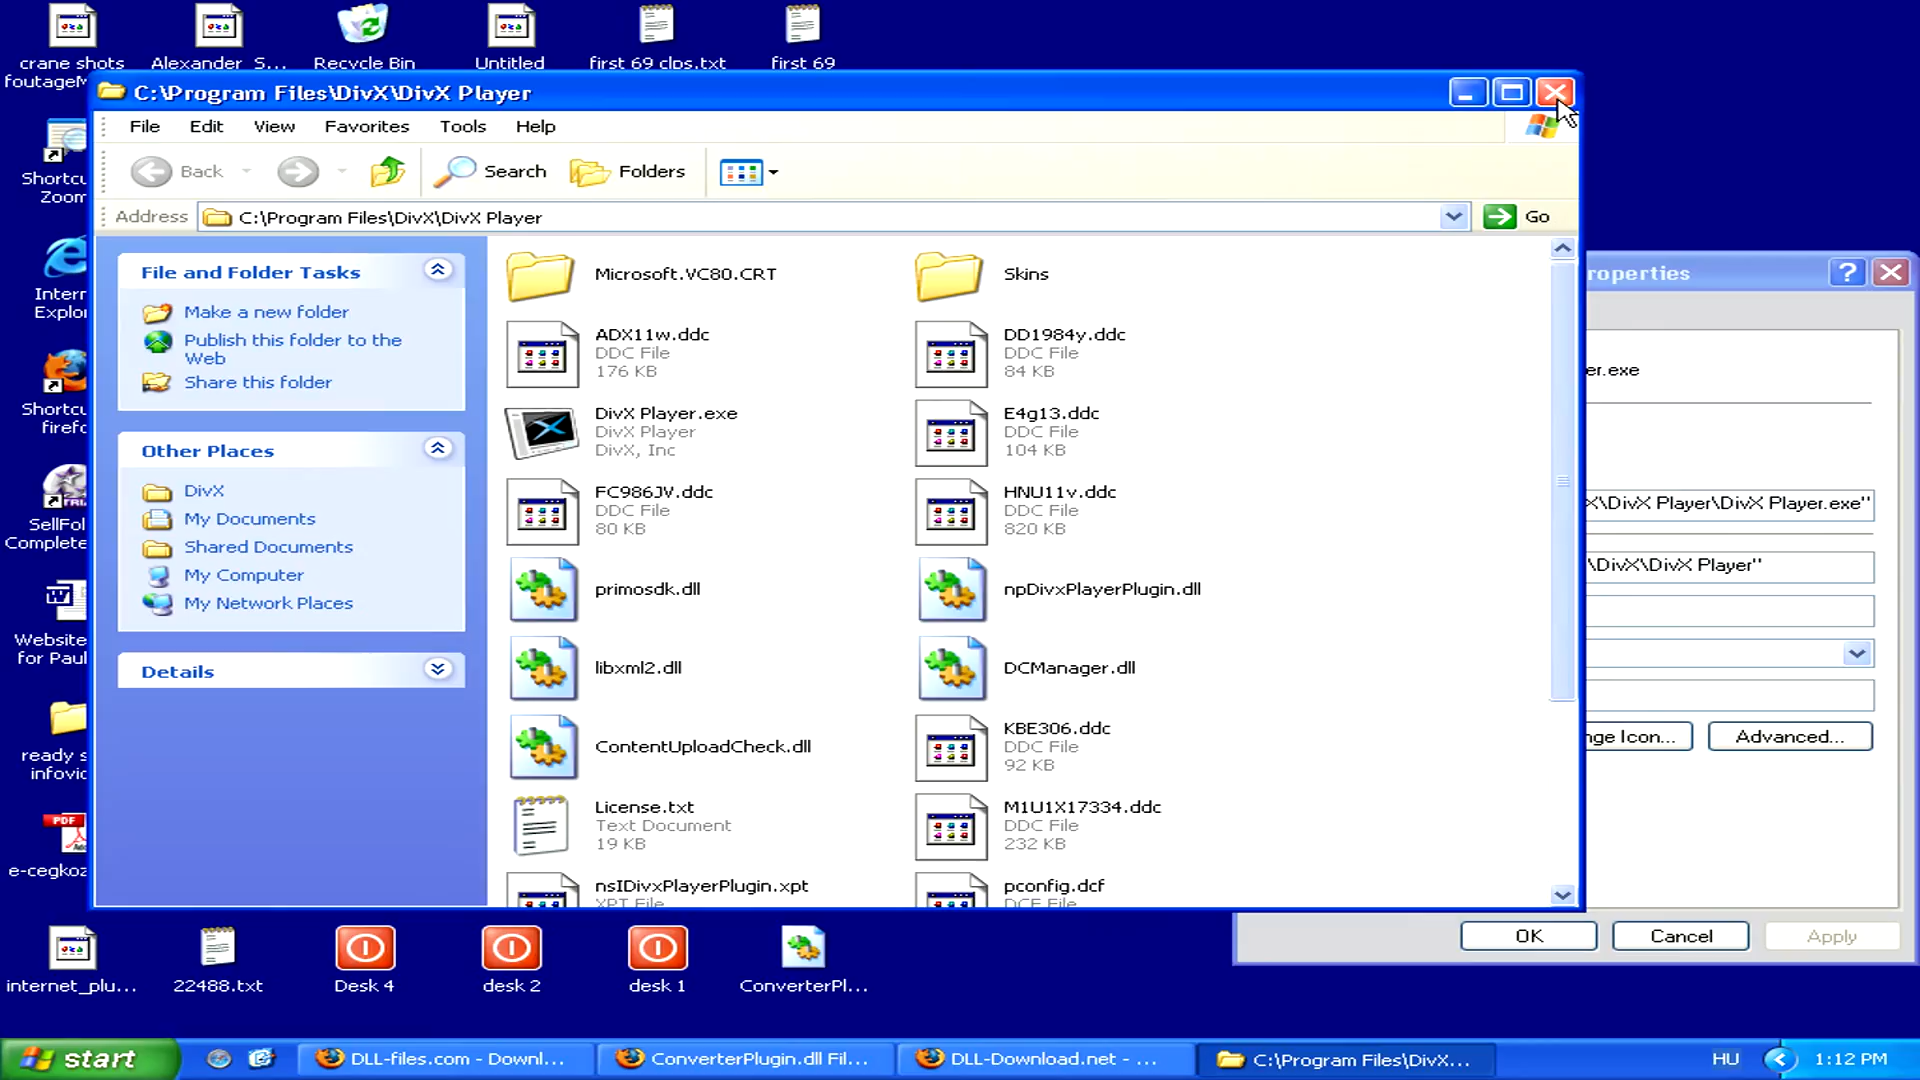 crane shots
footageM
Alexander_S...
Recycle Bin
Untitled
first 69 clps.txt
first 69
C:\Program Files\DivX\DivX Player
File Edit View Favorites Tools Help
Back Search Folders
Address C:\Program Files\DivX\DivX Player Go
File and Folder Tasks
Make a new folder
Publish this folder to the
Web
Share this folder
Other Places
DivX
My Documents
Shared Documents
My Computer
My Network Places
Details
Microsoft.VC80.CRT
Skins
ADX11w.ddc
DDC File
176 KB
DD1984y.ddc
DDC File
84 KB
DivX Player.exe
DivX Player
DivX, Inc
E4g13.ddc
DDC File
104 KB
FC986JV.ddc
DDC File
80 KB
HNU11v.ddc
DDC File
820 KB
primosdk.dll
npDivxPlayerPlugin.dll
libxml2.dll
DCManager.dll
ContentUploadCheck.dll
KBE306.ddc
DDC File
92 KB
License.txt
Text Document
19 KB
M1U1X17334.ddc
DDC File
232 KB
nsIDivxPlayerPlugin.xpt
XPT File
pconfig.dcf
DCF File
Shortcu
Zoom
Intern
Explo
Shortcu
firef
TRIAL
SellFol
Complete
Website
for Paul
ready s
infovid
PDF
e-cegkoz
roperties
er.exe
X\DivX Player\DivX Player.exe"
\DivX\DivX Player"
nge Icon...
Advanced...
OK
Cancel
Apply
internet_plu...
22488.txt
Desk 4
desk 2
desk 1
ConverterPl...
start
DLL-files.com - Downl...
ConverterPlugin.dll Fil...
DLL-Download.net - ...
C:\Program Files\DivX...
HU
1:12 PM